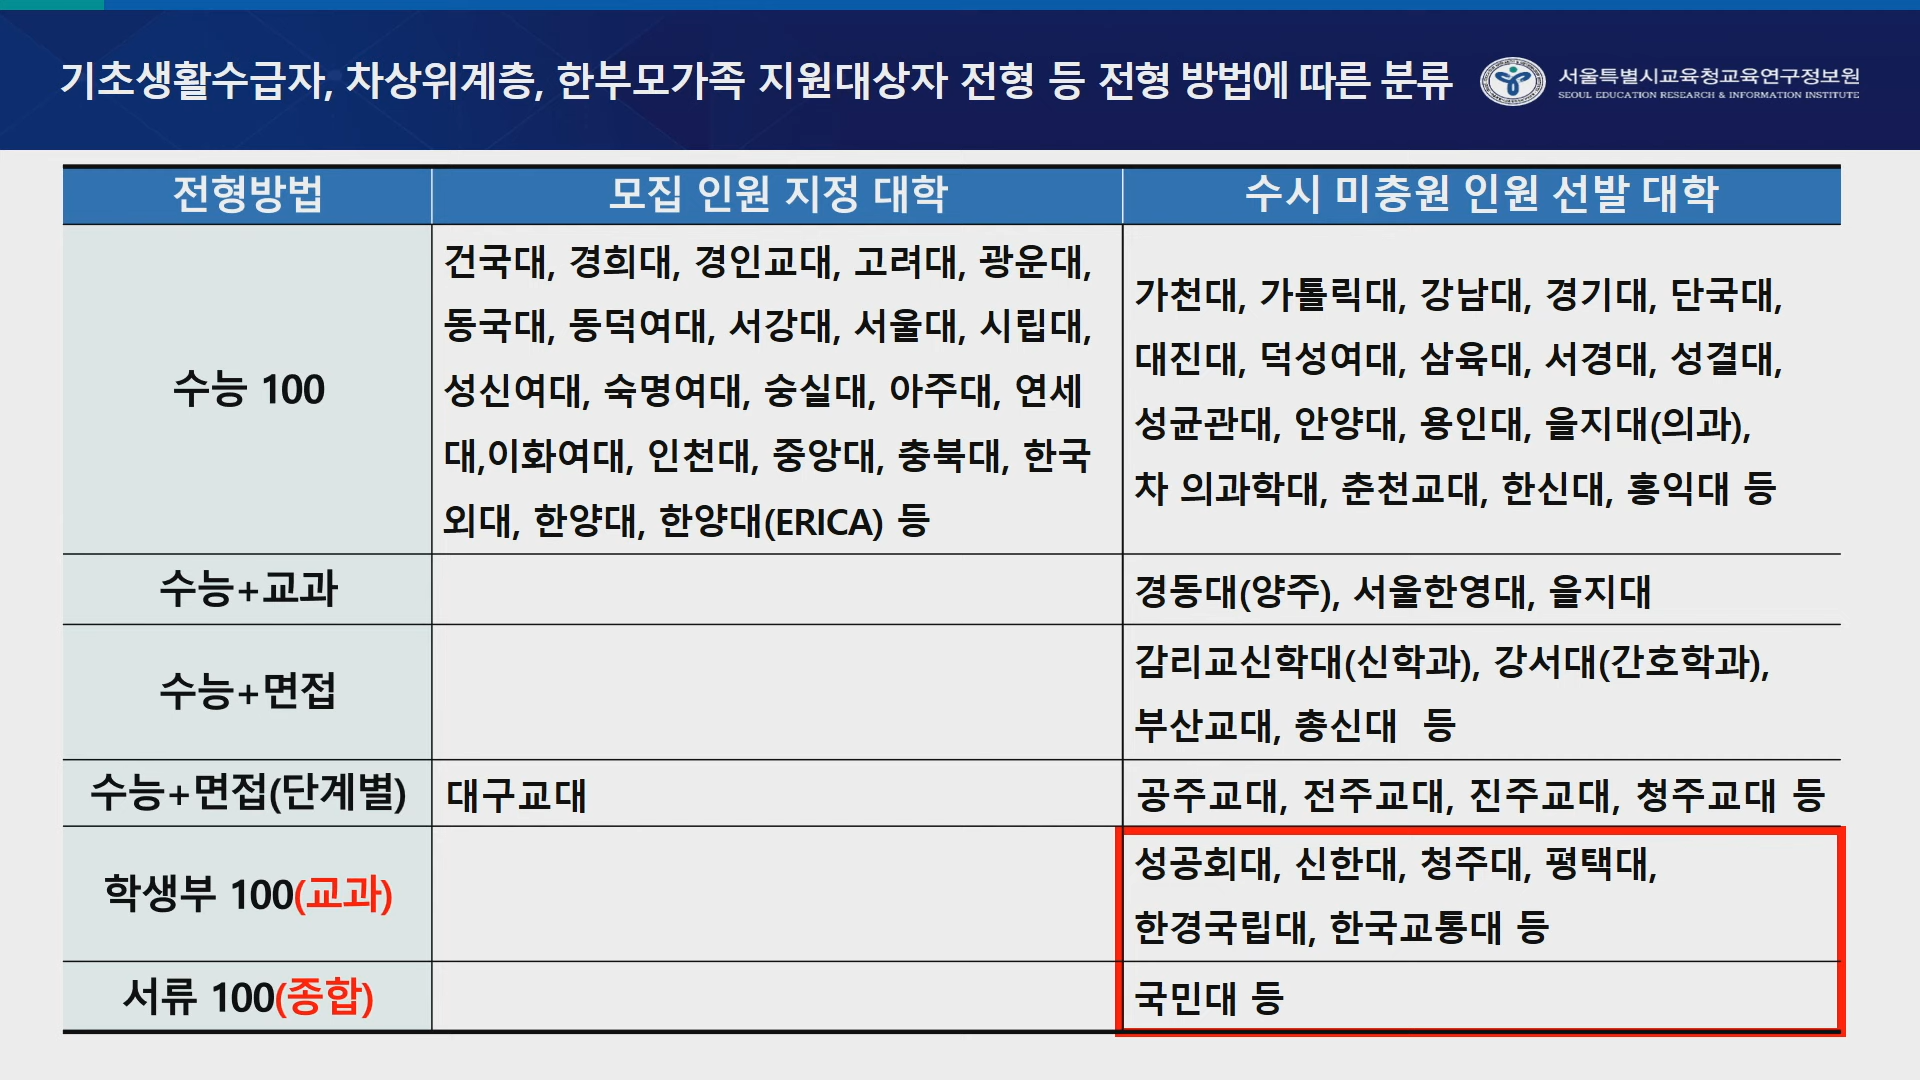 기초생활수급자, 차상위계층, 한부모가족 지원대상자 전형 등 전형 방법에 따른 분류
서울특별시교육청교육연구정보원
SEOUL EDUCATION RESEARCH & INFORMATION INSTITUTE
전형방법
모집 인원 지정 대학
수시 미충원 인원 선발 대학
수능 100
건국대, 경희대, 경인교대, 고려대, 광운대,
동국대, 동덕여대, 서강대, 서울대, 시립대,
성신여대, 숙명여대, 숭실대, 아주대, 연세
대,이화여대, 인천대, 중앙대, 충북대, 한국
외대, 한양대, 한양대(ERICA) 등
가천대, 가톨릭대, 강남대, 경기대, 단국대,
대진대, 덕성여대, 삼육대, 서경대, 성결대,
성균관대, 안양대, 용인대, 을지대(의과),
차 의과학대, 춘천교대, 한신대, 홍익대 등
수능+교과
경동대(양주), 서울한영대, 을지대
수능+면접
감리교신학대(신학과), 강서대(간호학과),
부산교대, 총신대 등
수능+면접(단계별)
대구교대
공주교대, 전주교대, 진주교대, 청주교대 등
학생부 100(교과)
성공회대, 신한대, 청주대, 평택대,
한경국립대, 한국교통대 등
서류 100(종합)
국민대 등